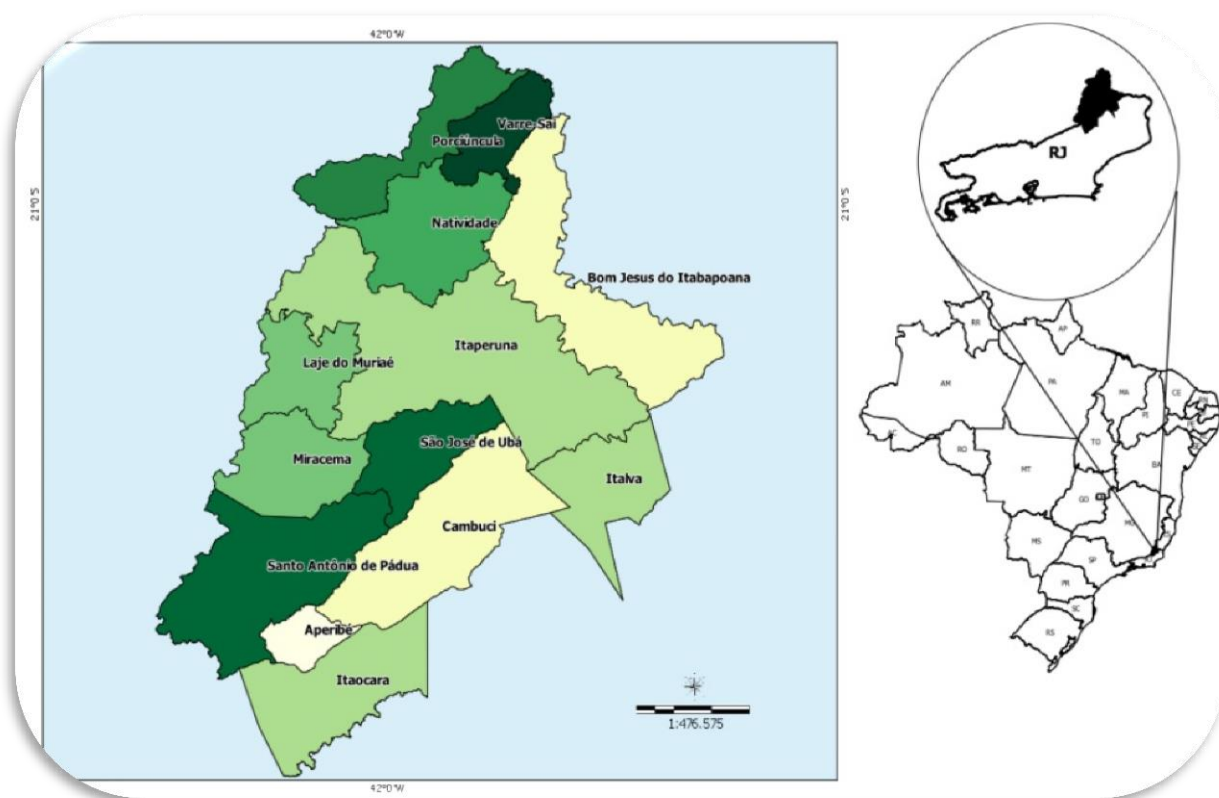 42°0'W
21°0'S
21°0'S
Varre-Sai
Porciúncula
Natividade
Bom Jesus do Itabapoana
Itaperuna
Laje do Muriaé
São José de Ubá
Miracema
Italva
Cambuci
Santo Antônio de Pádua
Aperibé
Itaocara
1:476.575
42°0'W
RJ
RR
AP
AM
PA
MA
CE
PI
AC
RO
TO
MT
BA
GO
MS
SP
PR
SC
RS